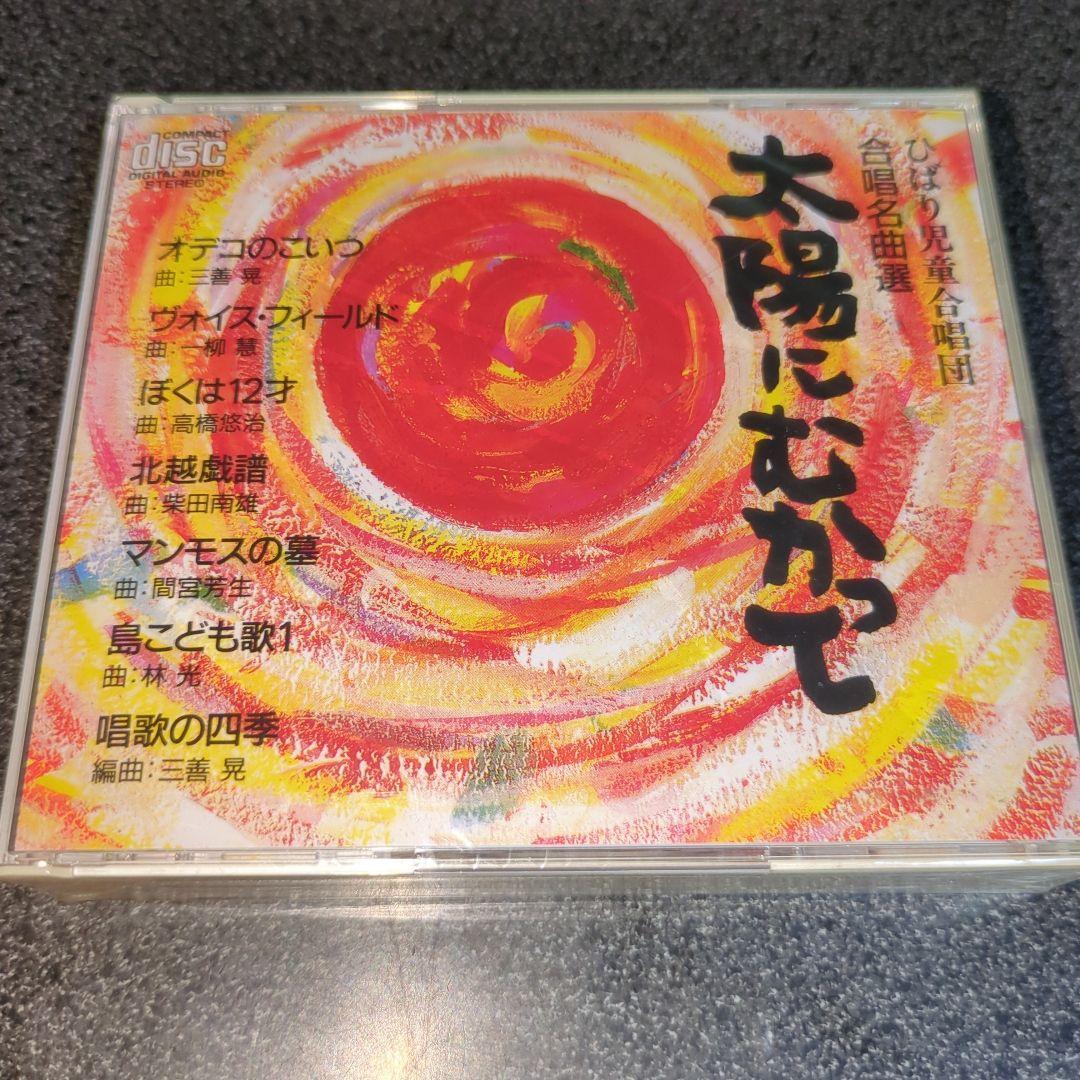 COMPACT
disc
DIGITAL AUDIO
STEREO
ひばり児童合唱団
合唱名曲選
太陽にむかって
オデコのこいつ
曲：三善 晃
ヴォイス・フィールド
曲：一柳 慧
ぼくは12才
曲：高橋悠治
北越戯譜
曲：柴田南雄
マンモスの墓
曲：間宮芳生
島こども歌1
曲：林 光
唱歌の四季
編曲：三善 晃